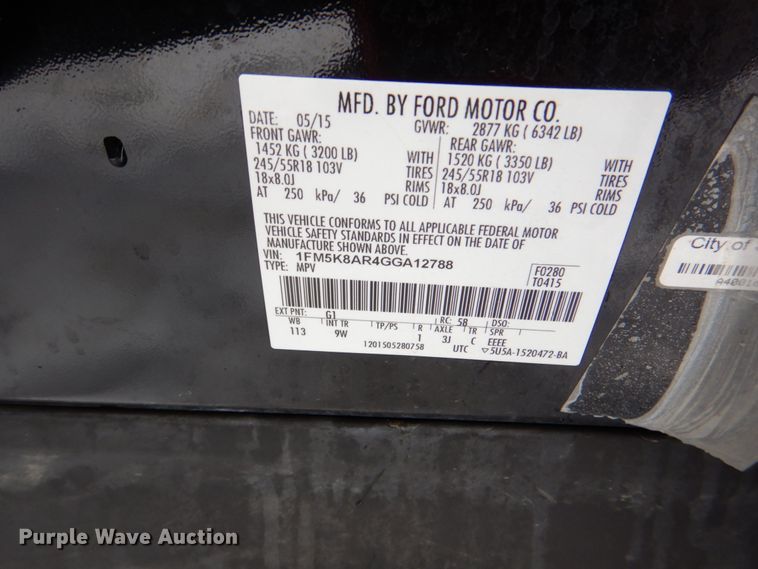 MFD. BY FORD MOTOR CO.
DATE: 05/15 GVWR: 2877 KG ( 6342 LB)
FRONT GAWR: REAR GAWR:
1452 KG ( 3200 LB) WITH 1520 KG ( 3350 LB) WITH
245/55R18 103V TIRES 245/55R18 103V TIRES
18x8.0J RIMS 18x8.0J RIMS
AT 250 kPa/ 36 PSI COLD AT 250 kPa/ 36 PSI COLD
THIS VEHICLE CONFORMS TO ALL APPLICABLE FEDERAL MOTOR
VEHICLE SAFETY STANDARDS IN EFFECT ON THE DATE OF
MANUFACTURE SHOWN ABOVE.
VIN: 1FM5K8AR4GGA12788
TYPE: MPV
F0280
T0415
EXT PNT: G1 RC: 58 DSO:
WB INT TR TP/PS R AXLE TR SPR
113 9W 1 3J C EEEE
1201505280758 UTC ▽5U5A-1520472-BA
City of
Purple Wave Auction